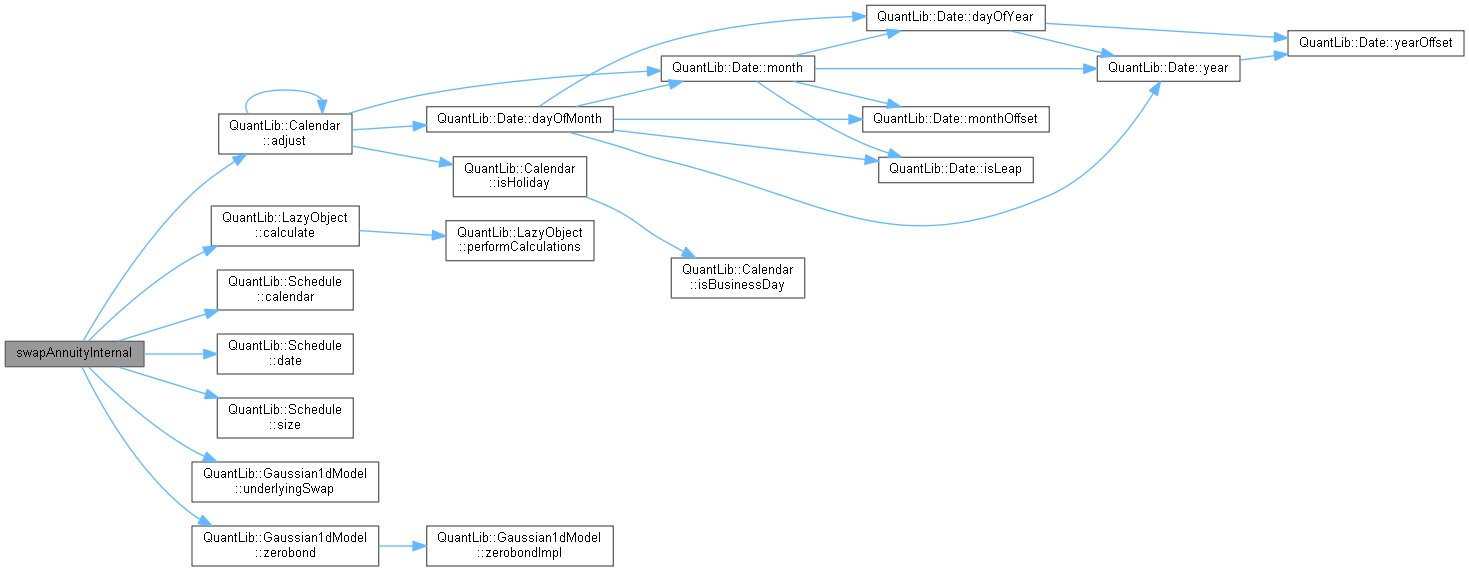 QuantLib::Date::dayOfYear
QuantLib::Date::yearOffset
QuantLib::Date::month
QuantLib::Date::year
QuantLib::Calendar
::adjust
QuantLib::Date::dayOfMonth
QuantLib::Date::monthOffset
QuantLib::Calendar
::isHoliday
QuantLib::Date::isLeap
QuantLib::LazyObject
::calculate
QuantLib::LazyObject
::performCalculations
QuantLib::Calendar
::isBusinessDay
QuantLib::Schedule
::calendar
swapAnnuityInternal
QuantLib::Schedule
::date
QuantLib::Schedule
::size
QuantLib::Gaussian1dModel
::underlyingSwap
QuantLib::Gaussian1dModel
::zerobond
QuantLib::Gaussian1dModel
::zerobondImpl